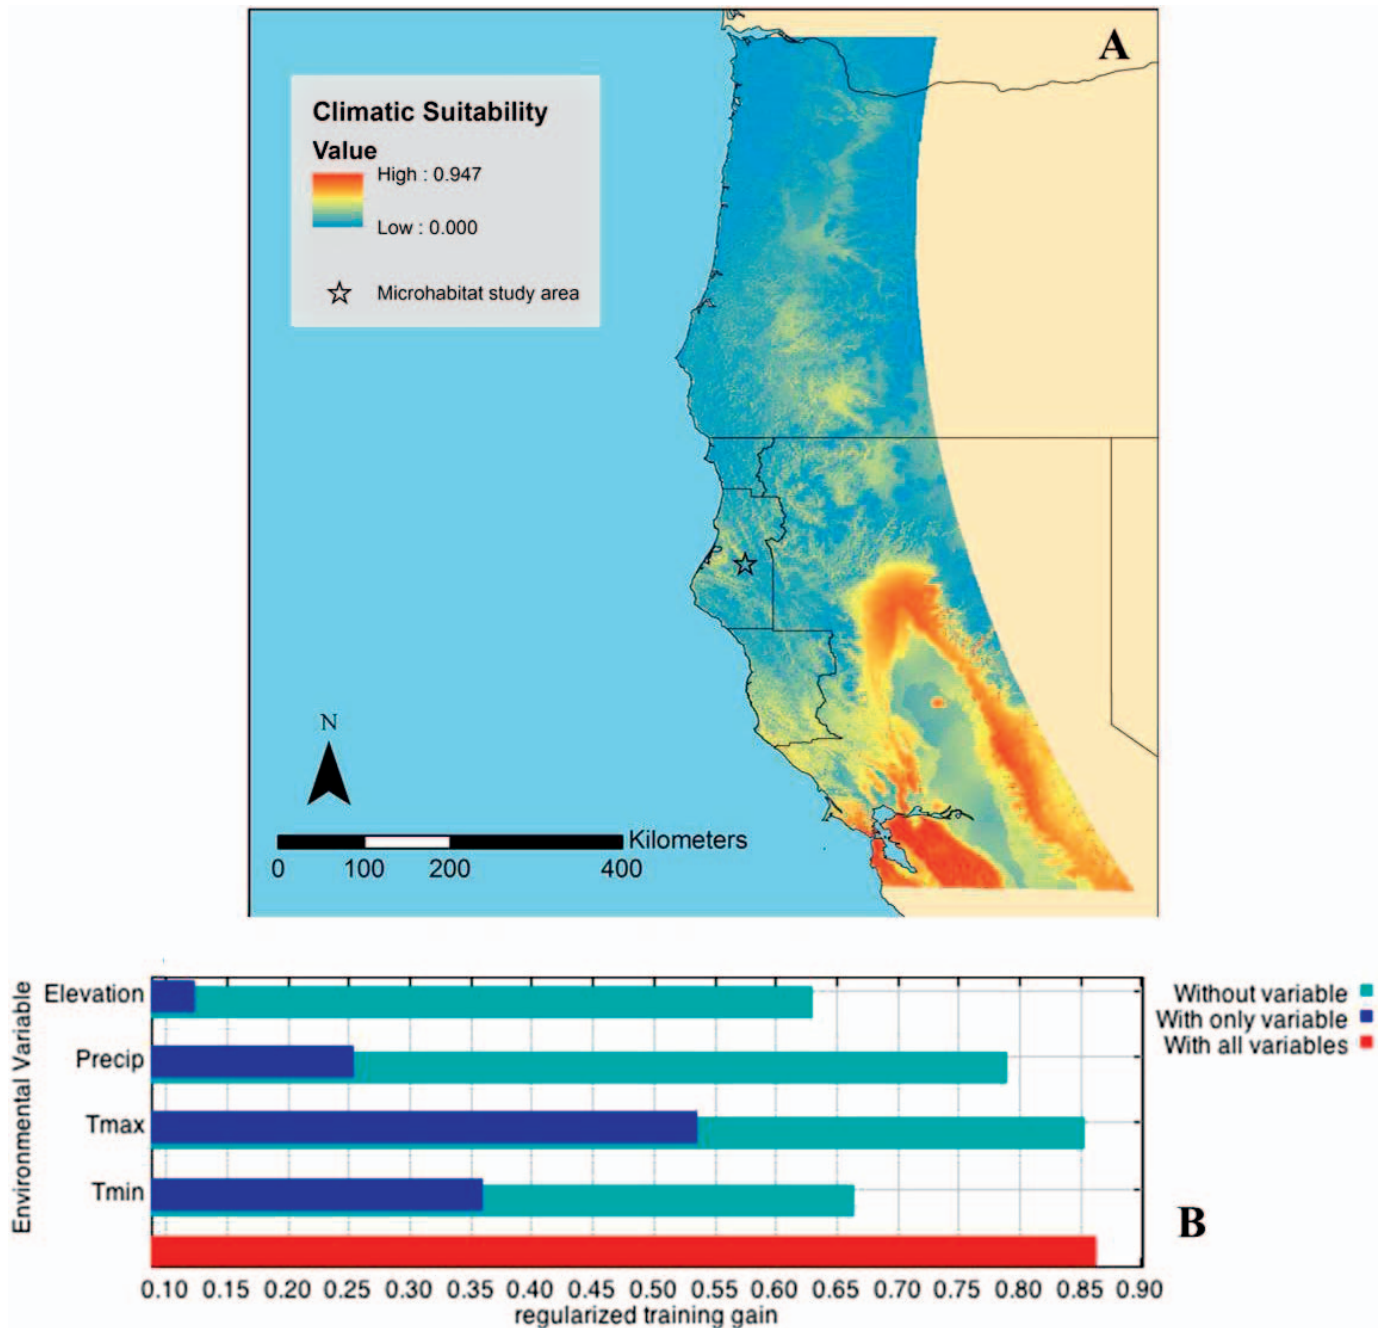 A
Climatic Suitability
Value
High : 0.947
Low : 0.000
Microhabitat study area
N
Kilometers
0 100 200 400
Environmental Variable
Elevation
Precip
Tmax
Tmin
Without variable
With only variable
With all variables
B
0.10 0.15 0.20 0.25 0.30 0.35 0.40 0.45 0.50 0.55 0.60 0.65 0.70 0.75 0.80 0.85 0.90
regularized training gain